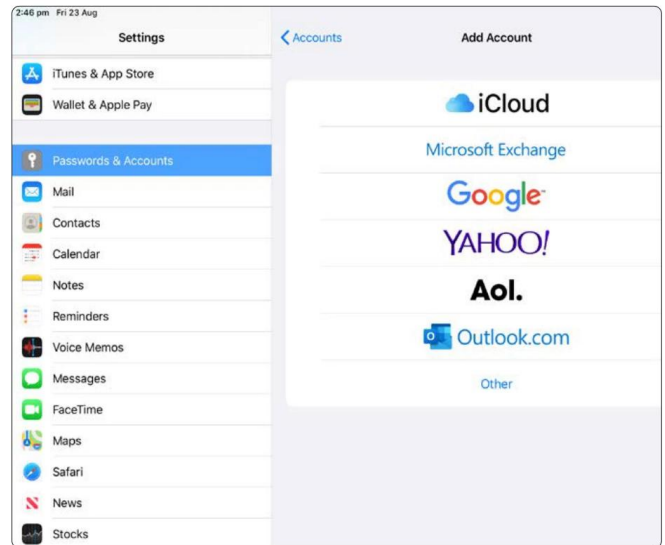 2:46 pm Fri 23 Aug
Settings
iTunes & App Store
Wallet & Apple Pay
Passwords & Accounts
Mail
Contacts
Calendar
Notes
Reminders
Voice Memos
Messages
FaceTime
Maps
Safari
News
Stocks
Accounts
Add Account
iCloud
Microsoft Exchange
Google
YAHOO!
Aol.
Outlook.com
Other